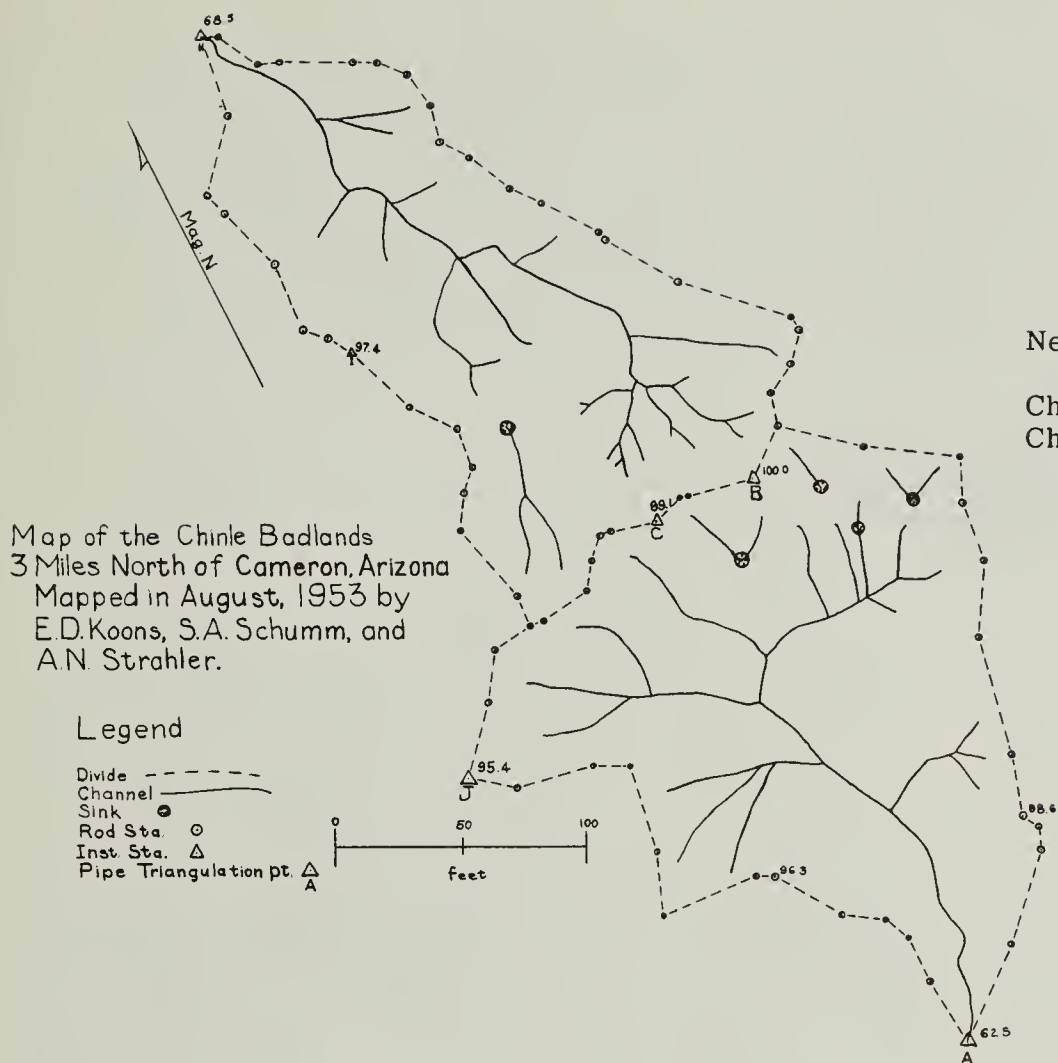 68.5
K
Mag. N
97.4
I
Ne
Ch
Ch
100.0
B
89.1
C
Map of the Chinle Badlands
3 Miles North of Cameron, Arizona
Mapped in August, 1953 by
E.D. Koons, S.A. Schumm, and
A.N. Strahler.
Legend
Divide
Channel
Sink
Rod Sta.
Inst. Sta.
Pipe Triangulation pt.
A
95.4
J
0 50 100
feet
88.6
96.3
62.5
A